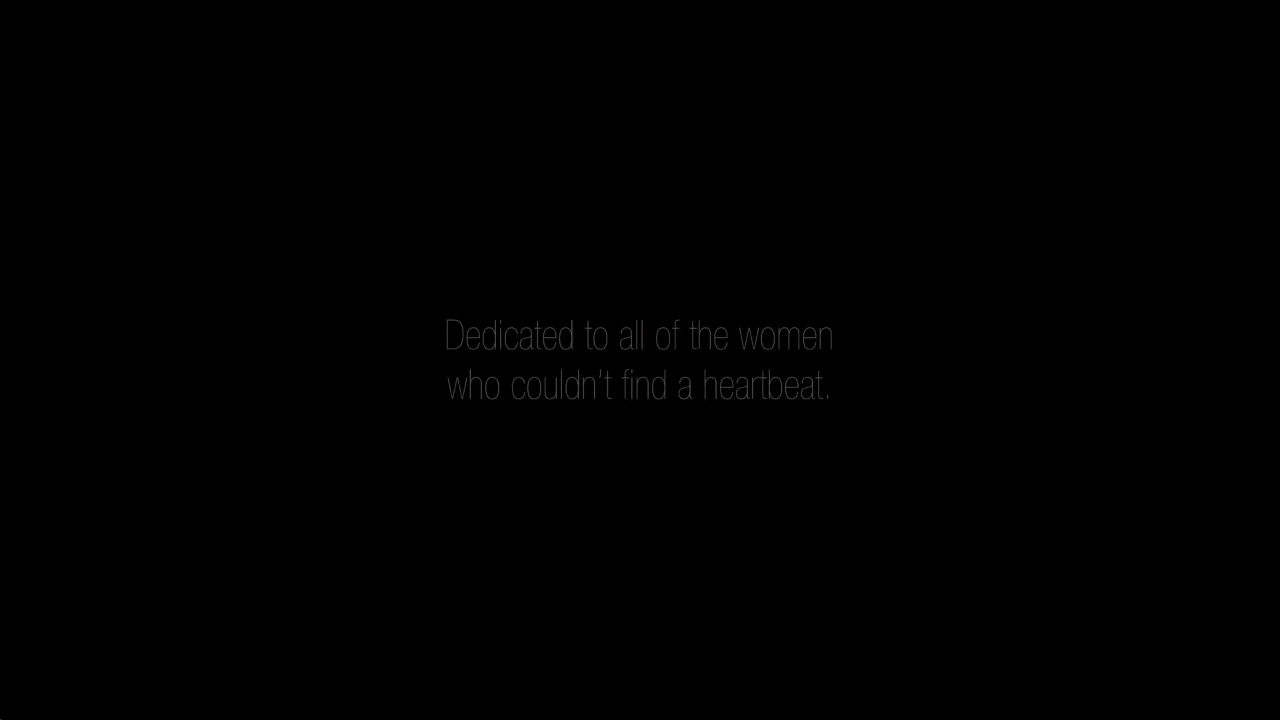 Dedicated to all of the women
who couldn't find a heartbeat.